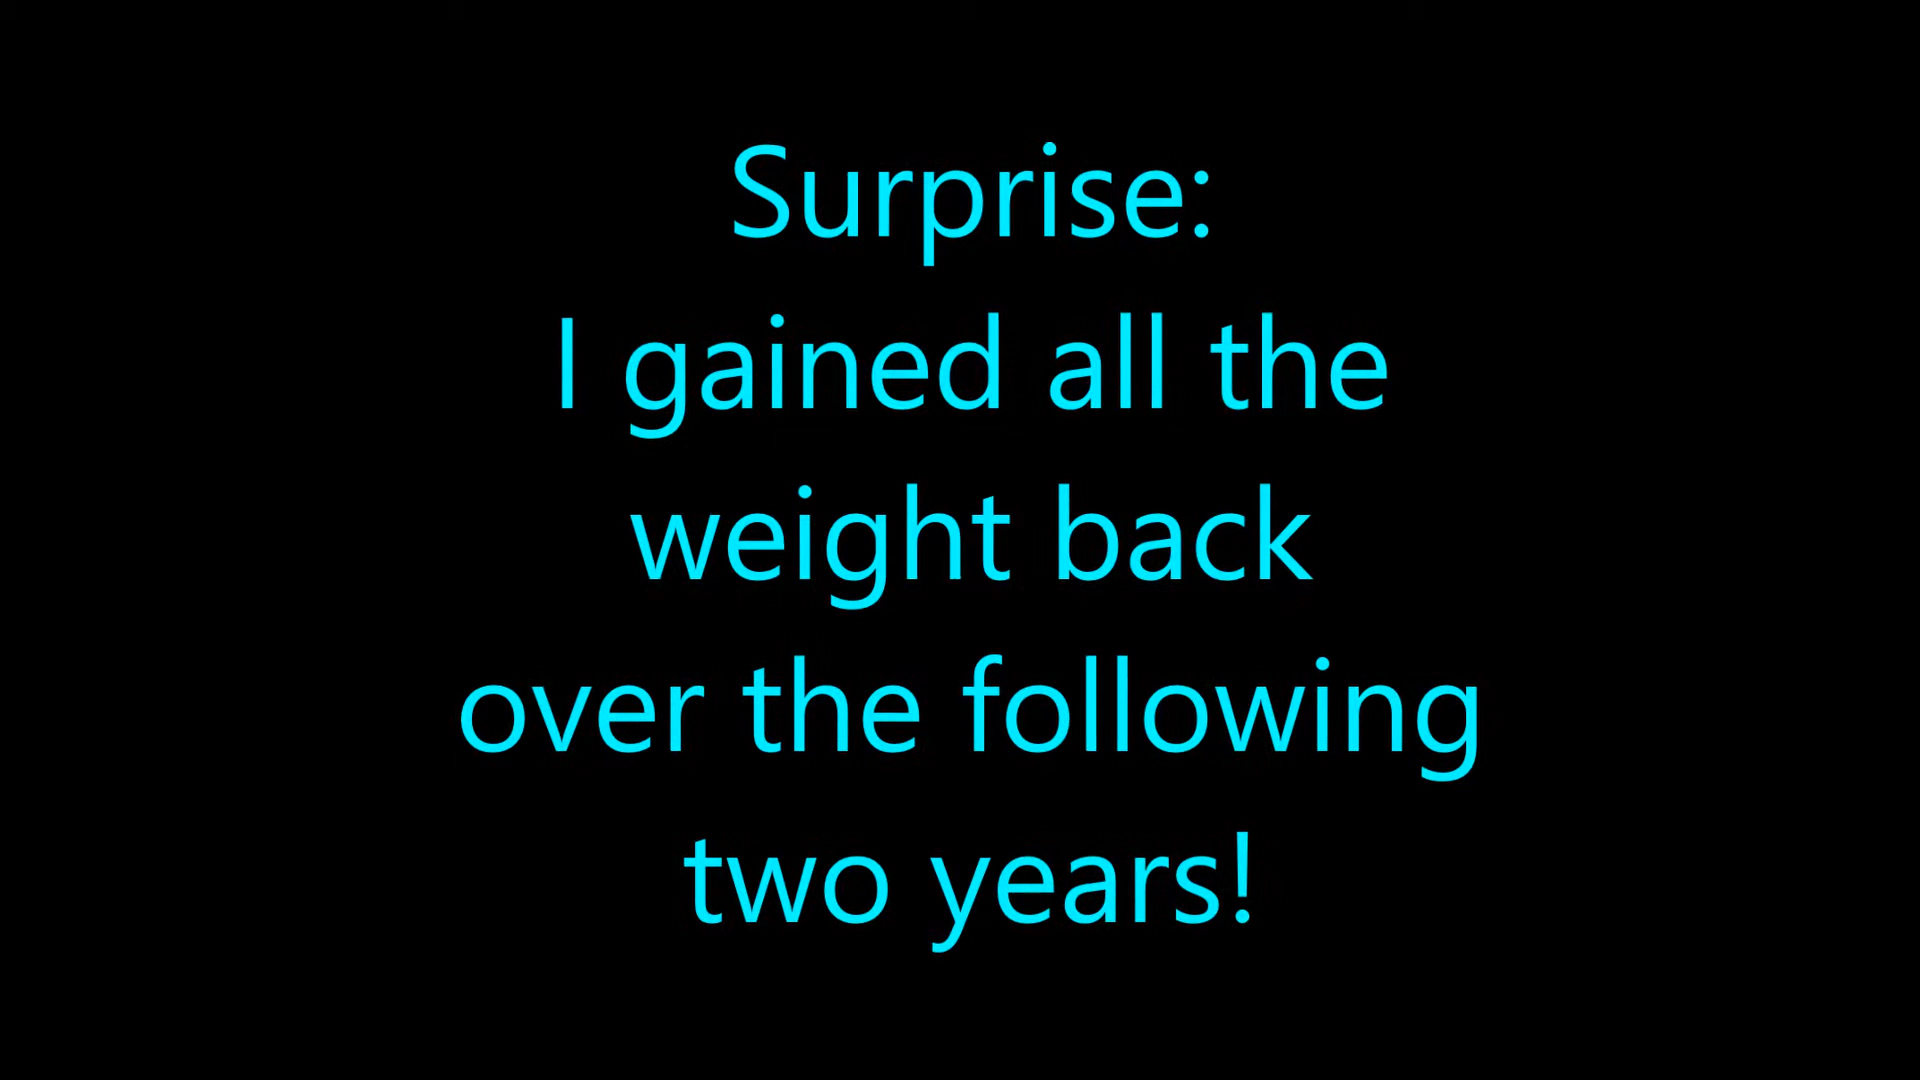 Surprise:
I gained all the
weight back
over the following
two years!